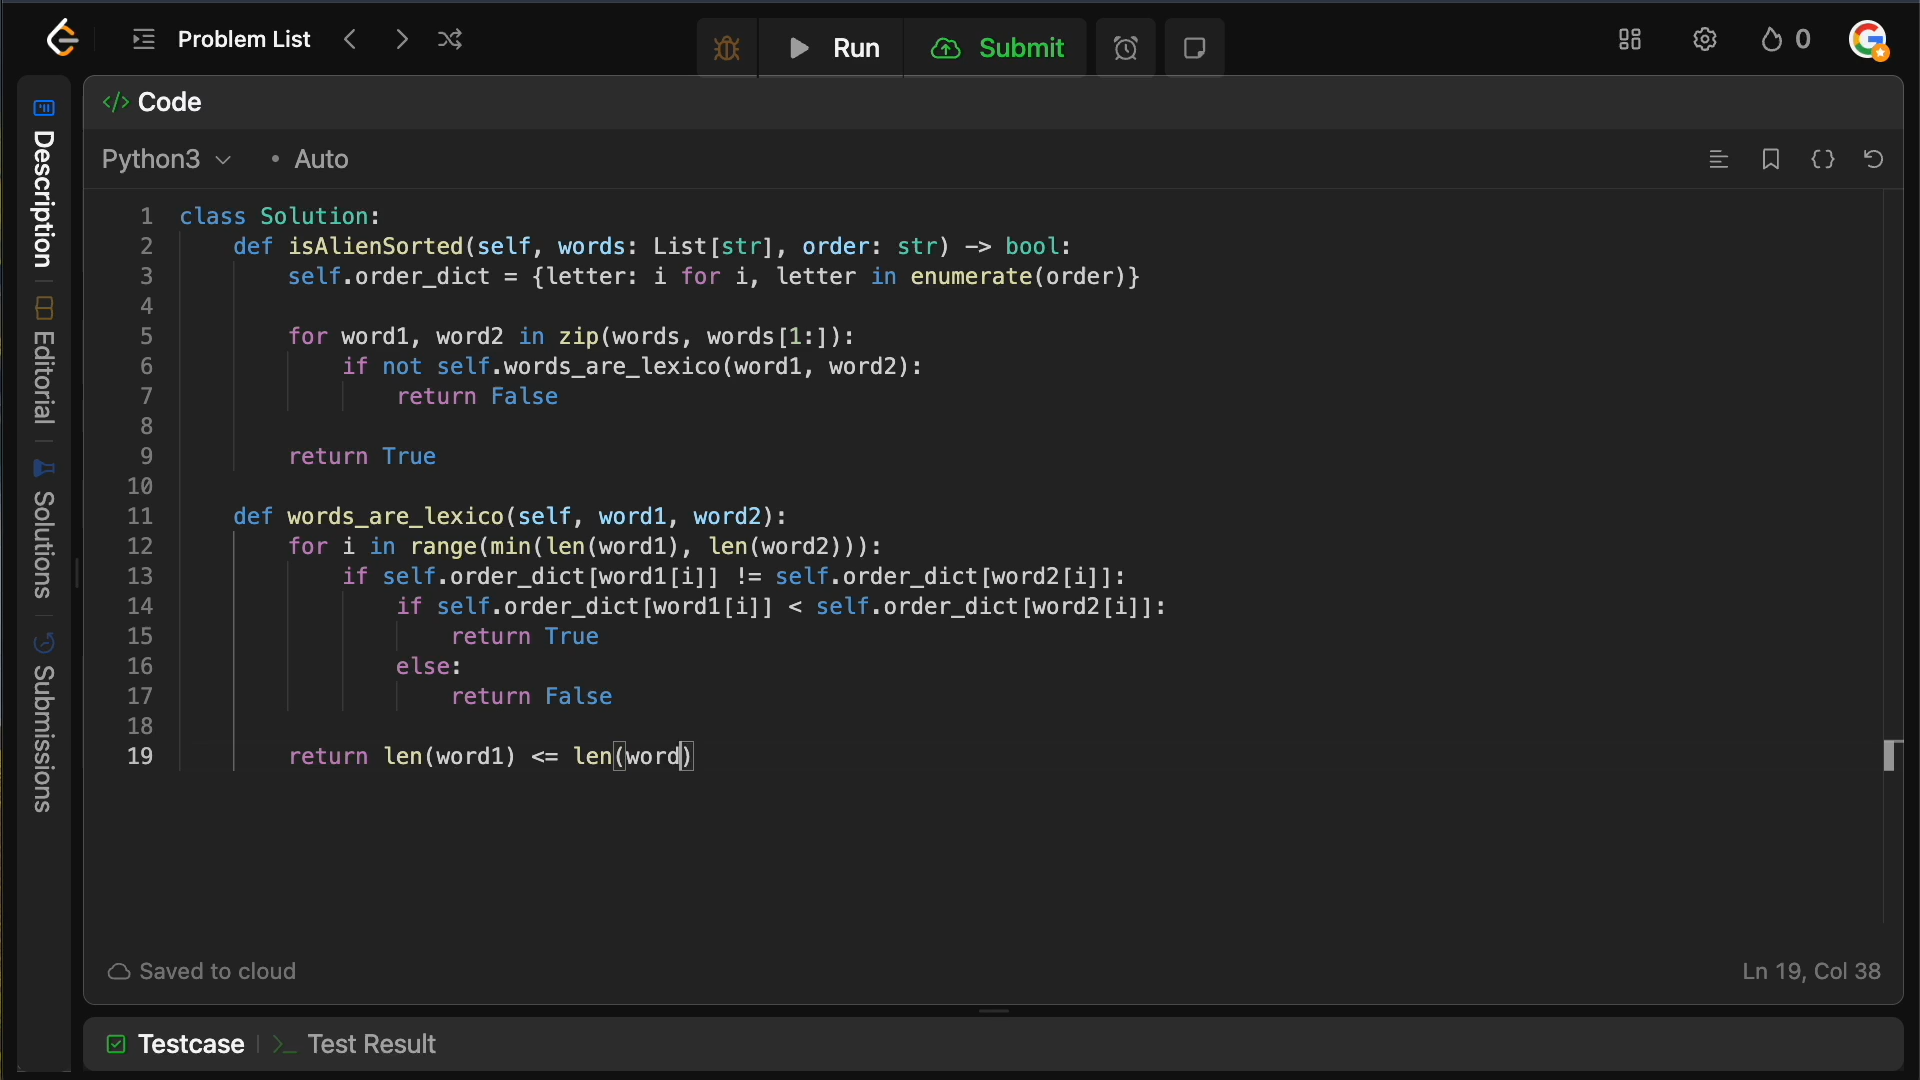 Problem List
Run
Submit
0
Description
Editorial
Solutions
Submissions
</> Code
Python3
• Auto
1 class Solution:
2     def isAlienSorted(self, words: List[str], order: str) -> bool:
3         self.order_dict = {letter: i for i, letter in enumerate(order)}
4
5         for word1, word2 in zip(words, words[1:]):
6             if not self.words_are_lexico(word1, word2):
7                 return False
8
9         return True
10
11     def words_are_lexico(self, word1, word2):
12         for i in range(min(len(word1), len(word2))):
13             if self.order_dict[word1[i]] != self.order_dict[word2[i]]:
14                 if self.order_dict[word1[i]] < self.order_dict[word2[i]]:
15                     return True
16                 else:
17                     return False
18
19         return len(word1) <= len(word)
Saved to cloud
Ln 19, Col 38
Testcase
Test Result